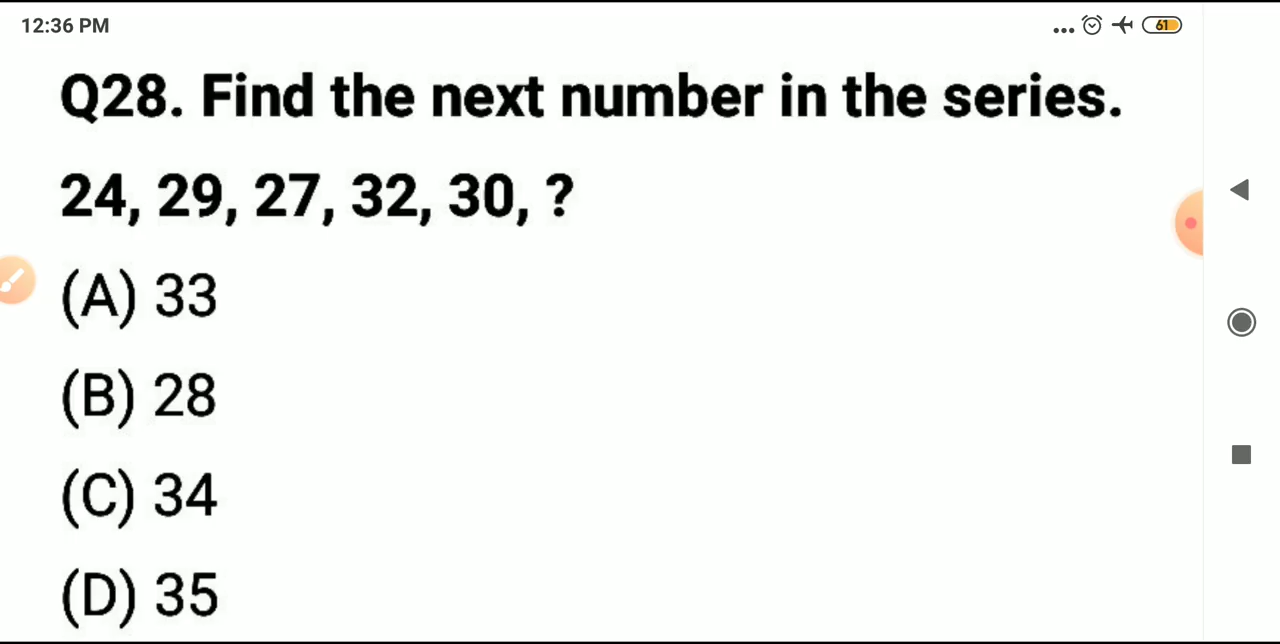 12:36 PM
61
Q28. Find the next number in the series.
24, 29, 27, 32, 30, ?
(A) 33
(B) 28
(C) 34
(D) 35